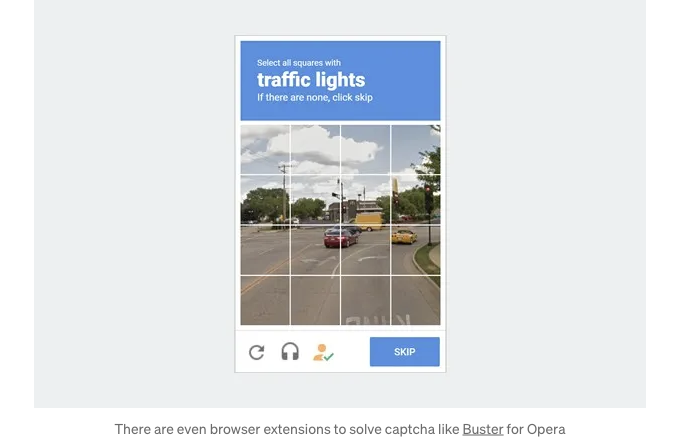 Select all squares with
traffic lights
If there are none, click skip
SKIP
There are even browser extensions to solve captcha like Buster for Opera